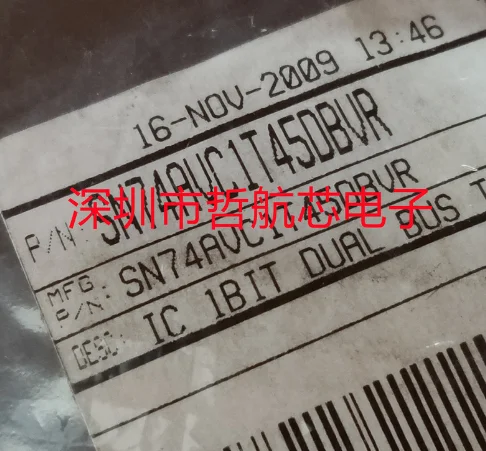 16-NOV-2009 13:46
P/N: SN74AVC1T45DBVR
深圳市哲航芯电子
MFG P/N: SN74AVC1T45DBVR
DESC: IC 1BIT DUAL BUS